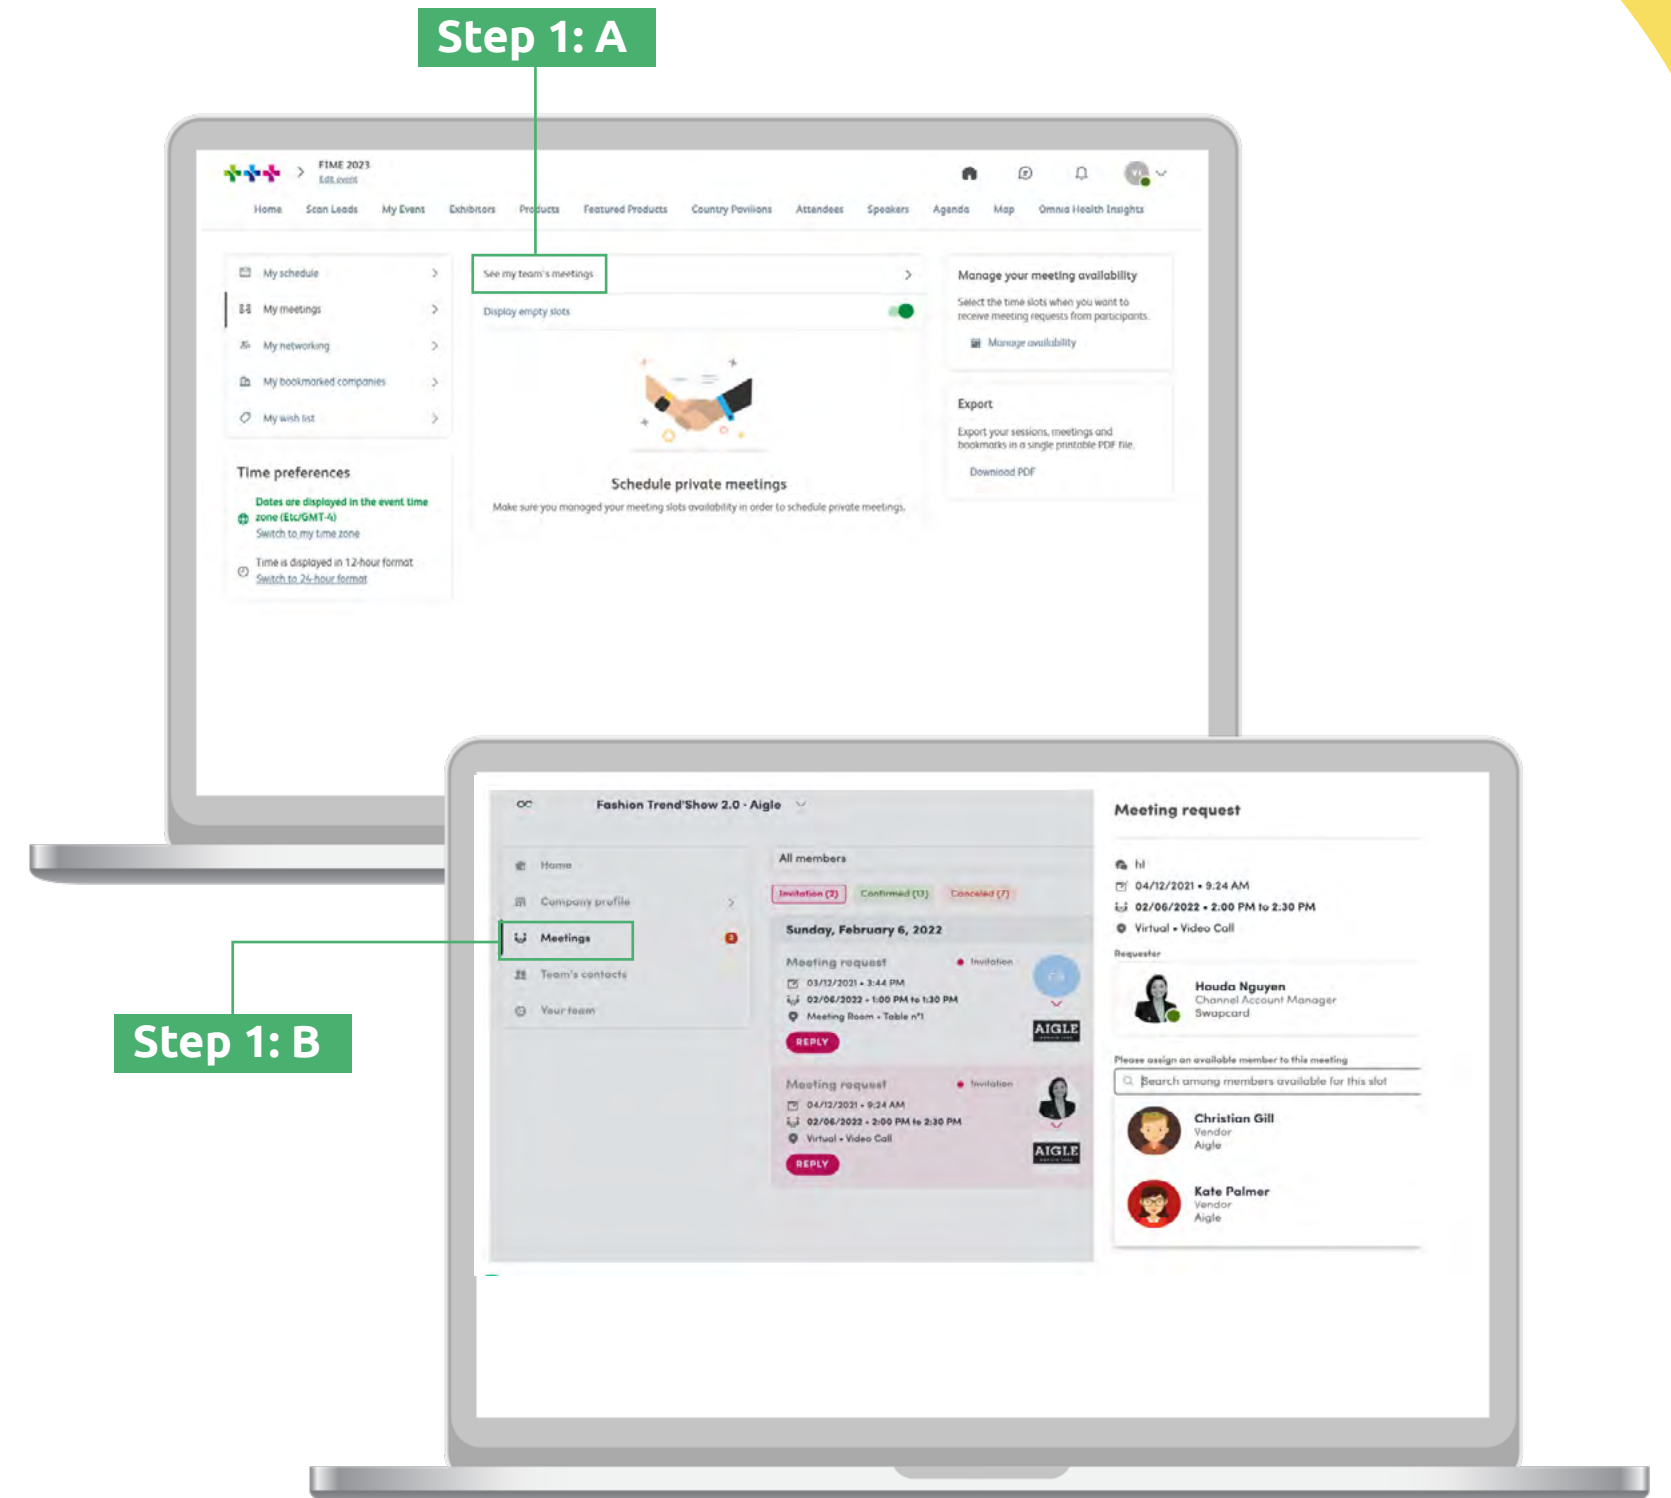 Step 1: A
FIME 2023
Edit event
Home Scan Leads My Event Exhibitors Products Featured Products Country Pavilions Attendees Speakers Agenda Map Omnia Health Insights
My schedule
My meetings
My networking
My bookmarked companies
My wish list
Time preferences
Dates are displayed in the event time
zone (Etc/GMT-4)
Switch to my time zone
Time is displayed in 12-hour format
Switch to 24-hour format
See my team's meetings
Display empty slots
Schedule private meetings
Make sure you managed your meeting slots availability in order to schedule private meetings.
Manage your meeting availability
Select the time slots when you want to
receive meeting requests from participants.
Manage availability
Export
Export your sessions, meetings and
bookmarks in a single printable PDF file.
Download PDF
Step 1: B
Fashion Trend'Show 2.0 - Aigle
Home
Company profile
Meetings
Team's contacts
Your team
All members
Invitation (2) Confirmed (13) Canceled (7)
Sunday, February 6, 2022
Meeting request Invitation
03/12/2021 • 3:44 PM
02/06/2022 • 1:00 PM to 1:30 PM
Meeting Room • Table n°1
REPLY
AIGLE
Meeting request Invitation
04/12/2021 • 9:24 AM
02/06/2022 • 2:00 PM to 2:30 PM
Virtual • Video Call
REPLY
AIGLE
Meeting request
hl
04/12/2021 • 9:24 AM
02/06/2022 • 2:00 PM to 2:30 PM
Virtual • Video Call
Requester
Houda Nguyen
Channel Account Manager
Swapcard
Please assign an available member to this meeting
Search among members available for this slot
Christian Gill
Vendor
Aigle
Kate Palmer
Vendor
Aigle